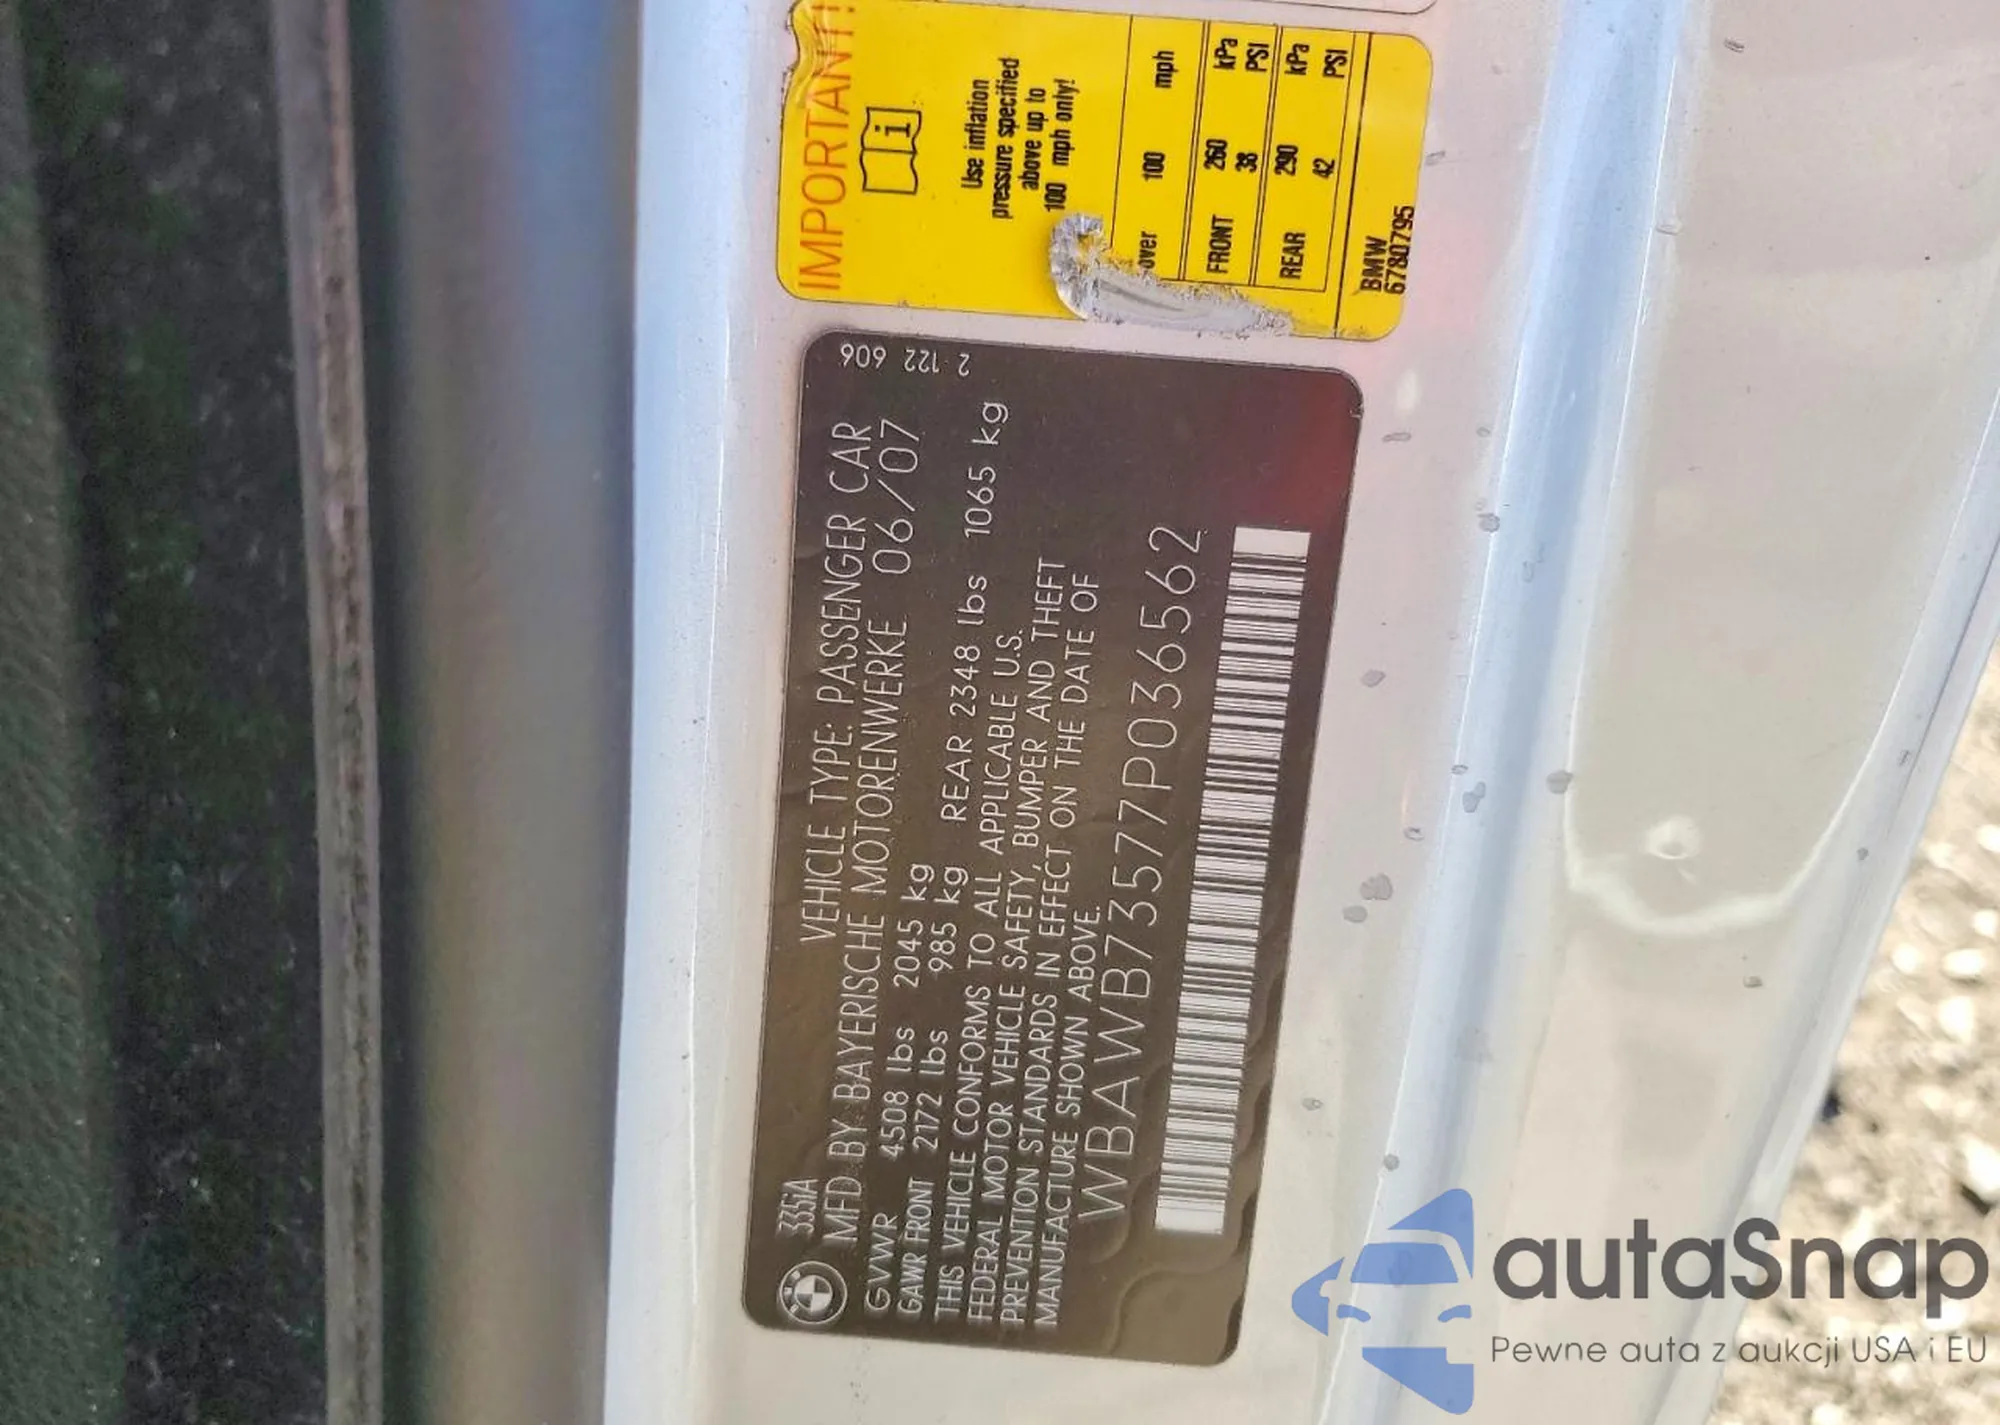 IMPORTANT!
i
Use inflation
pressure specified
above up to
100 mph only!
over 100 mph
FRONT 260 kPa
38 PSI
REAR 290 kPa
42 PSI
BMW
6780795
2 122 606
335iA VEHICLE TYPE: PASSENGER CAR
MFD BY BAYERISCHE MOTORENWERKE 06/07
GVWR 4508 lbs 2045 kg
GAWR FRONT 2172 lbs 985 kg REAR 2348 lbs 1065 kg
THIS VEHICLE CONFORMS TO ALL APPLICABLE U.S.
FEDERAL MOTOR VEHICLE SAFETY, BUMPER AND THEFT
PREVENTION STANDARDS IN EFFECT ON THE DATE OF
MANUFACTURE SHOWN ABOVE.
WBAWB73577P036562
autaSnap
Pewne auta z aukcji USA i EU